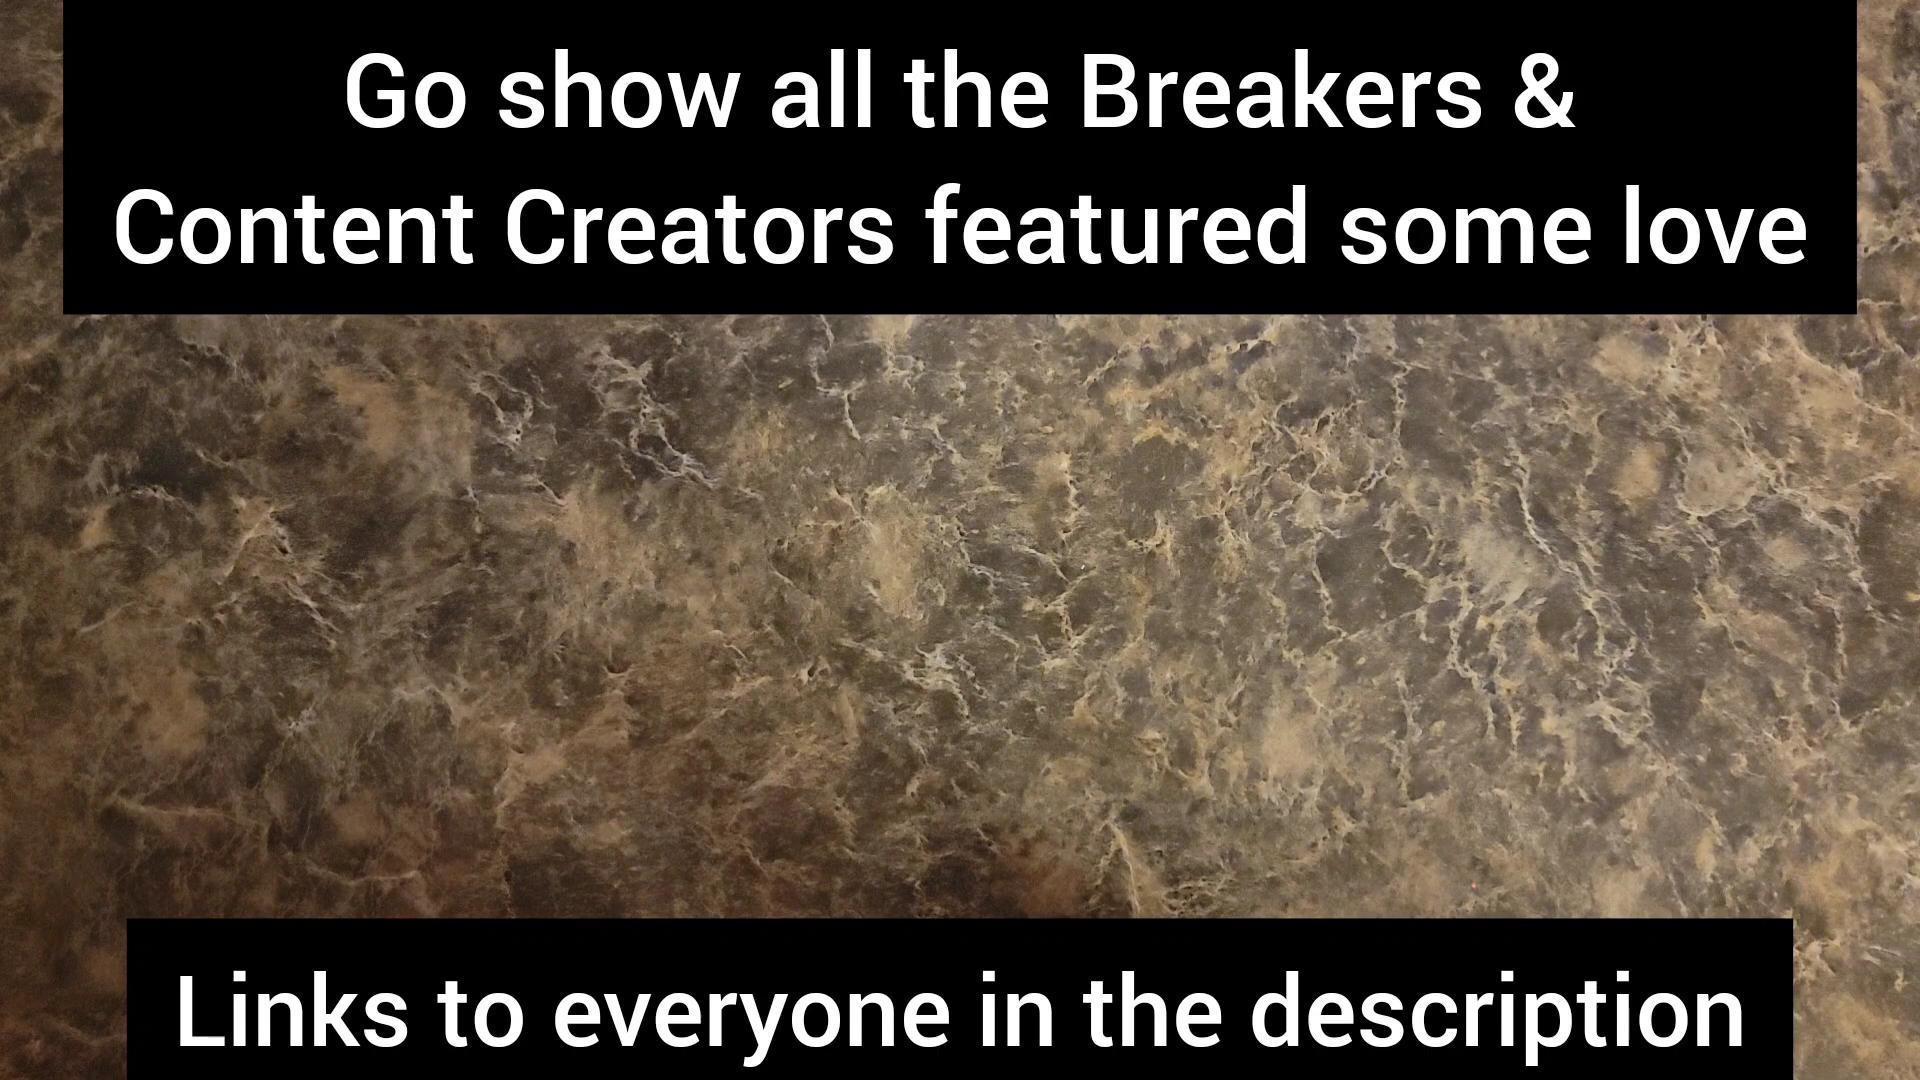 Go show all the Breakers &
Content Creators featured some love
Links to everyone in the description